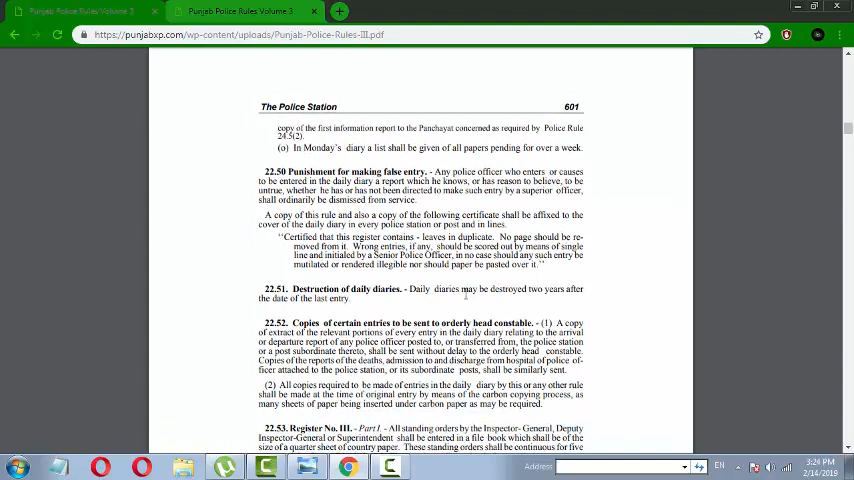 Punjab Police Rules Volume 2
Punjab Police Rules Volume 3
https://punjabxp.com/wp-content/uploads/Punjab-Police-Rules-III.pdf
The Police Station 601
copy of the first information report to the Panchayat concerned as required by Police Rule
24.5(2).
(o) In Monday's diary a list shall be given of all papers pending for over a week.
22.50 Punishment for making false entry. - Any police officer who enters or causes
to be entered in the daily diary a report which he knows, or has reason to believe, to be
untrue, whether he has or has not been directed to make such entry by a superior officer,
shall ordinarily be dismissed from service.
A copy of this rule and also a copy of the following certificate shall be affixed to the
cover of the daily diary in every police station or post and in lines.
''Certified that this register contains - leaves in duplicate. No page should be re-
moved from it. Wrong entries, if any, should be scored out by means of single
line and initialed by a Senior Police Officer, in no case should any such entry be
mutilated or rendered illegible nor should paper be pasted over it.''
22.51. Destruction of daily diaries. - Daily diaries may be destroyed two years after
the date of the last entry.
22.52. Copies of certain entries to be sent to orderly head constable. - (1) A copy
of extract of the relevant portions of every entry in the daily diary relating to the arrival
or departure report of any police officer posted to, or transferred from, the police station
or a post subordinate thereto, shall be sent without delay to the orderly head constable.
Copies of the reports of the deaths, admission to and discharge from hospital of police of-
ficer attached to the police station, or its subordinate posts, shall be similarly sent.
(2) All copies required to be made of entries in the daily diary by this or any other rule
shall be made at the time of original entry by means of the carbon copying process, as
many sheets of paper being inserted under carbon paper as may be required.
22.53. Register No. III. - Part I. - All standing orders by the Inspector- General, Deputy
Inspector-General or Superintendent shall be entered in a file book which shall be of the
size of a quarter sheet of country paper. These standing orders shall be continuous for five
Address
EN
3:24 PM
2/14/2019